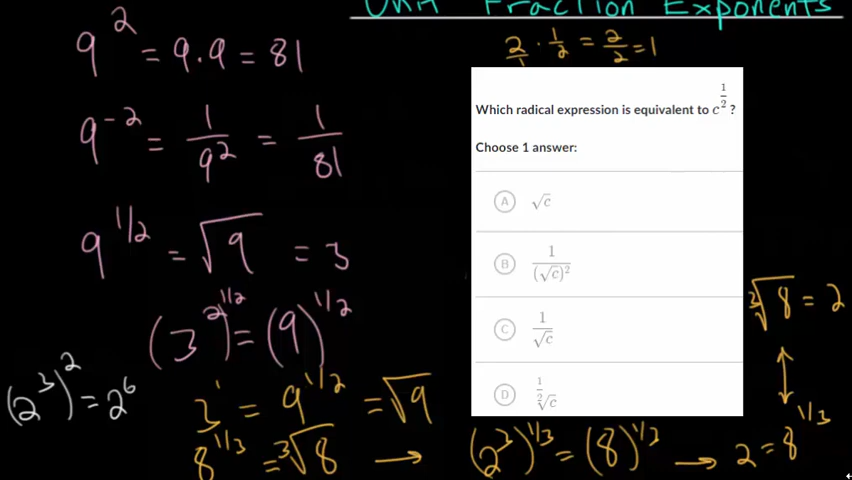 Unit Fraction Exponents
9^2 = 9.9 = 81
2/1 · 1/2 = 2/2 = 1
9^-2 = 1/9^2 = 1/81
9^1/2 = √9 = 3
(3^2)^1/2 = (9)^1/2
(2^3)^2 = 2^6
3^1 = 9^1/2 = √9
8^1/3 = ∛8 → (2^3)^1/3 = (8)^1/3 → 2 = 8^1/3
∛8 = 2
Which radical expression is equivalent to c^1/2 ?
Choose 1 answer:
A √c
B 1/(√c)^2
C 1/√c
D ^1/2√c